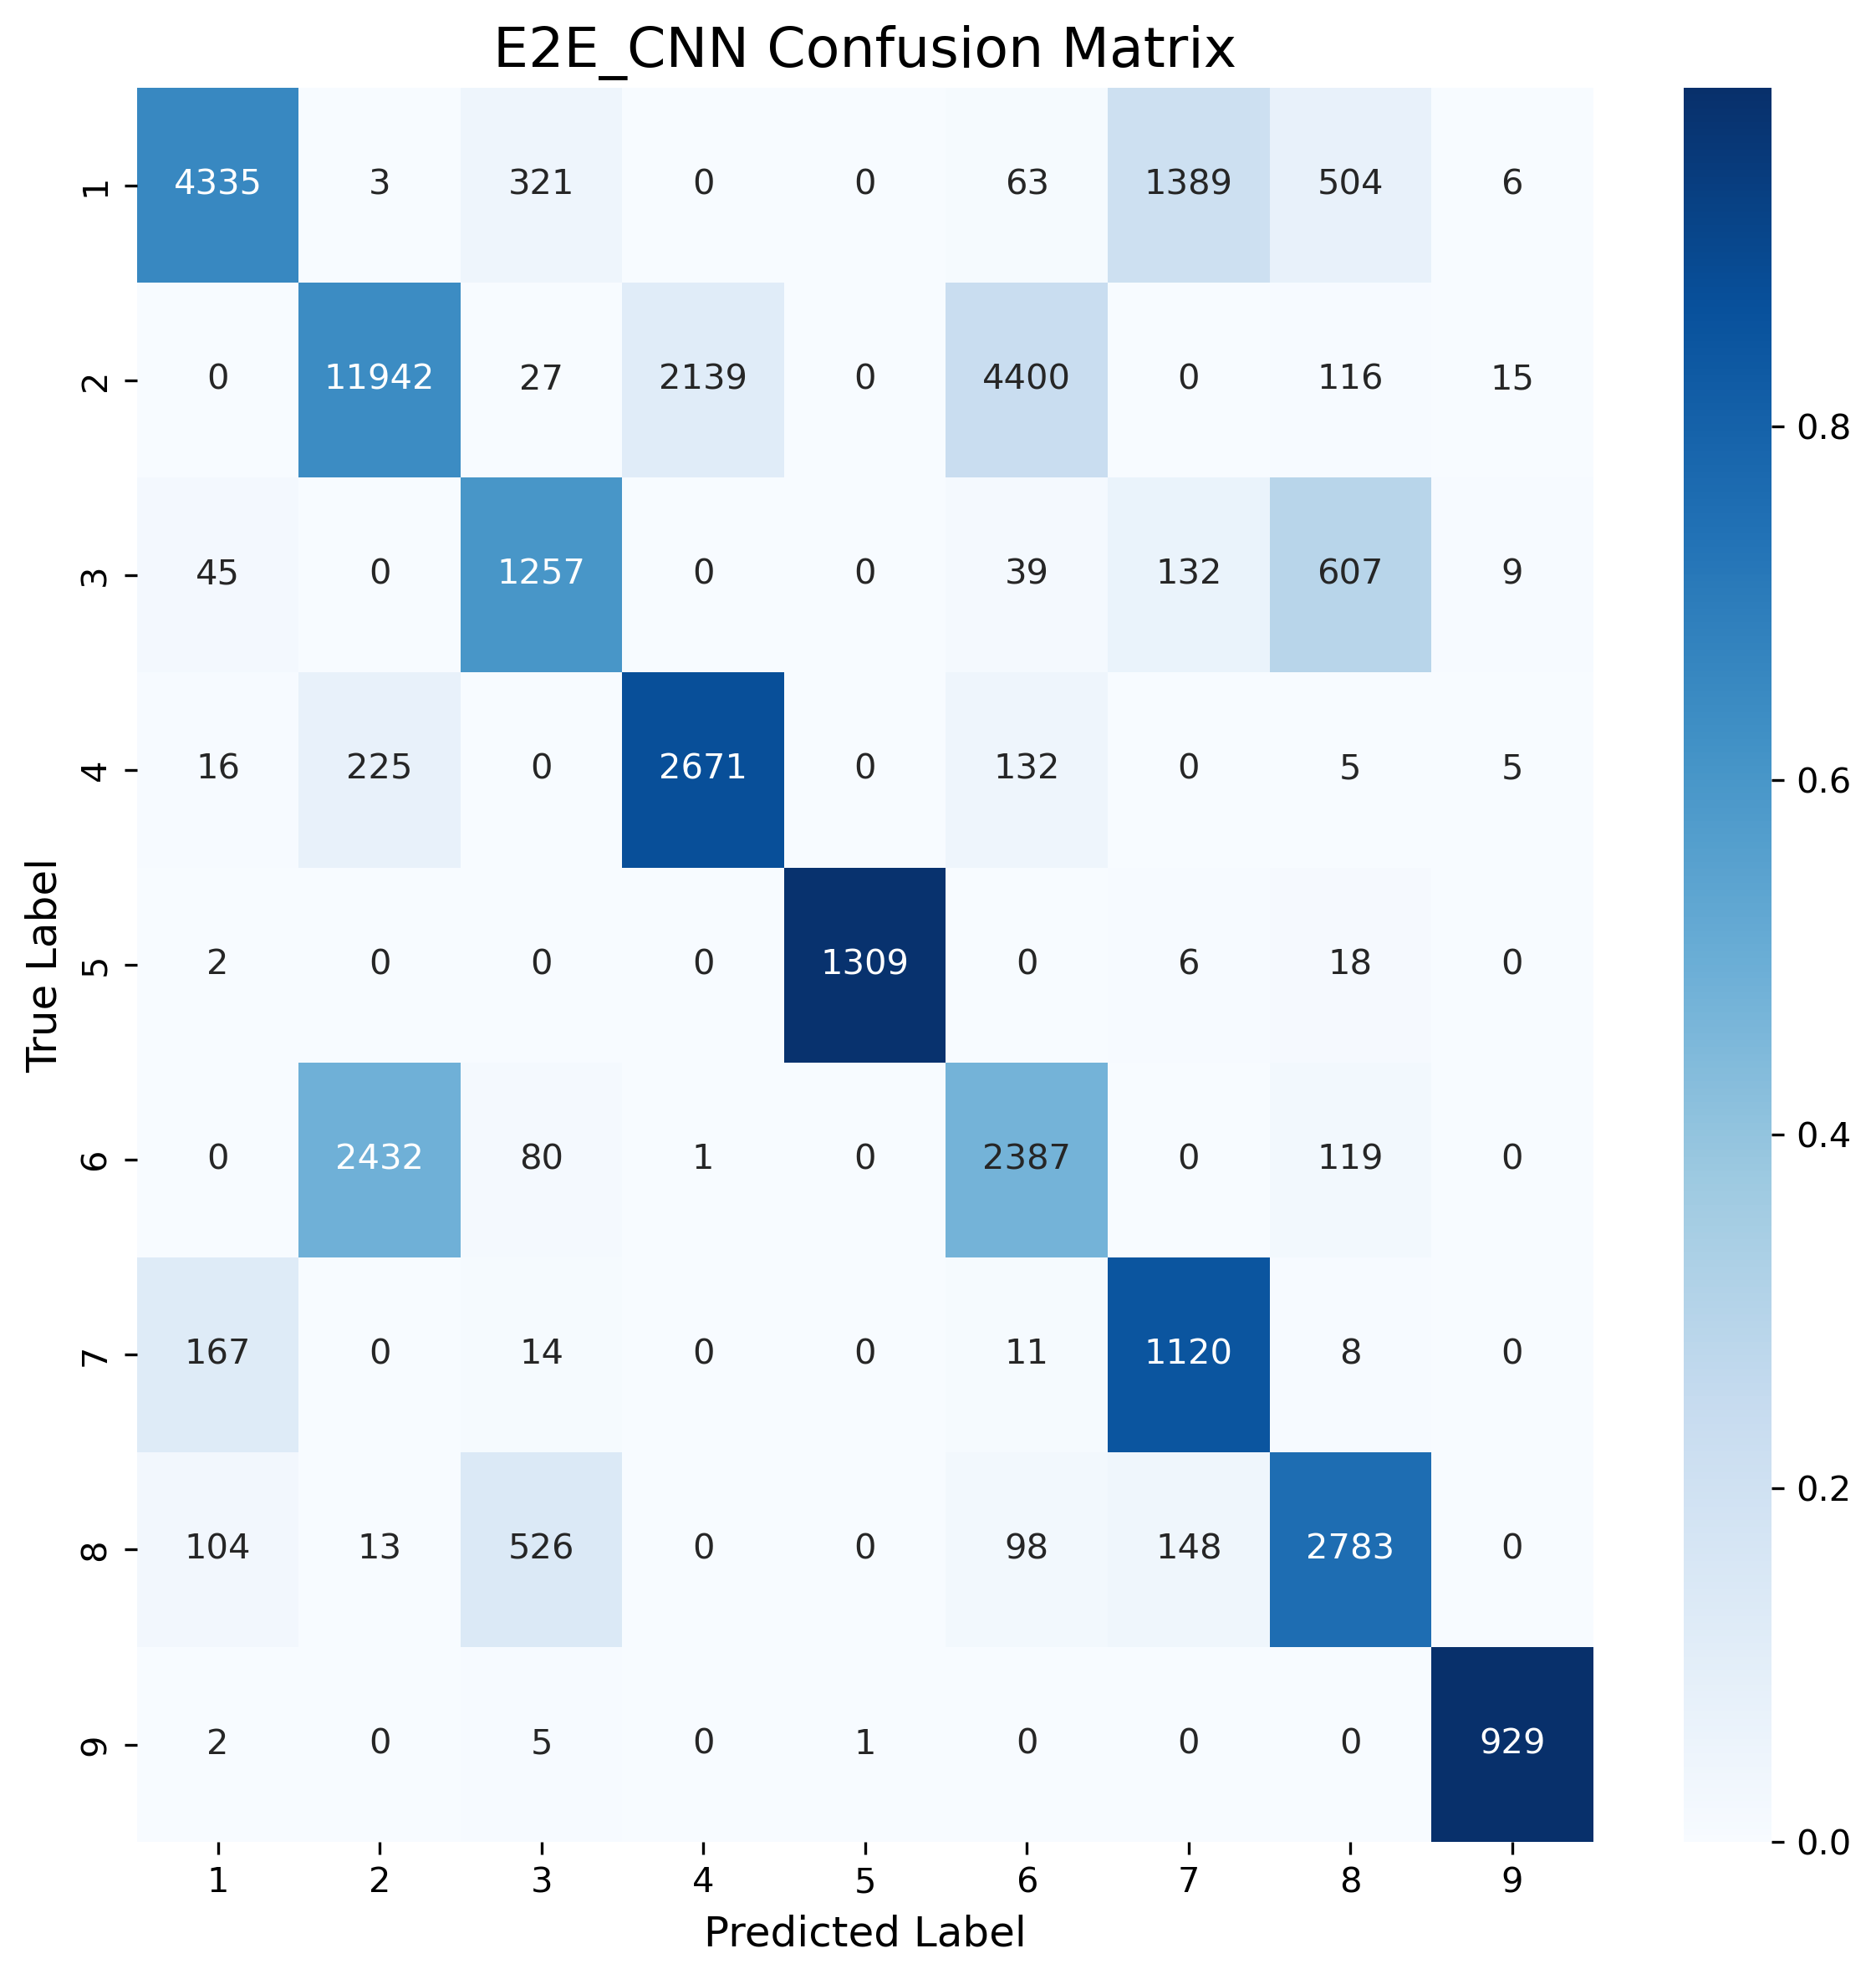 E2E_CNN Confusion Matrix
1 4335 3 321 0 0 63 1389 504 6
2 0 11942 27 2139 0 4400 0 116 15
3 45 0 1257 0 0 39 132 607 9
4 16 225 0 2671 0 132 0 5 5
5 2 0 0 0 1309 0 6 18 0
6 0 2432 80 1 0 2387 0 119 0
7 167 0 14 0 0 11 1120 8 0
8 104 13 526 0 0 98 148 2783 0
9 2 0 5 0 1 0 0 0 929
1 2 3 4 5 6 7 8 9
True Label
Predicted Label
0.8
0.6
0.4
0.2
0.0